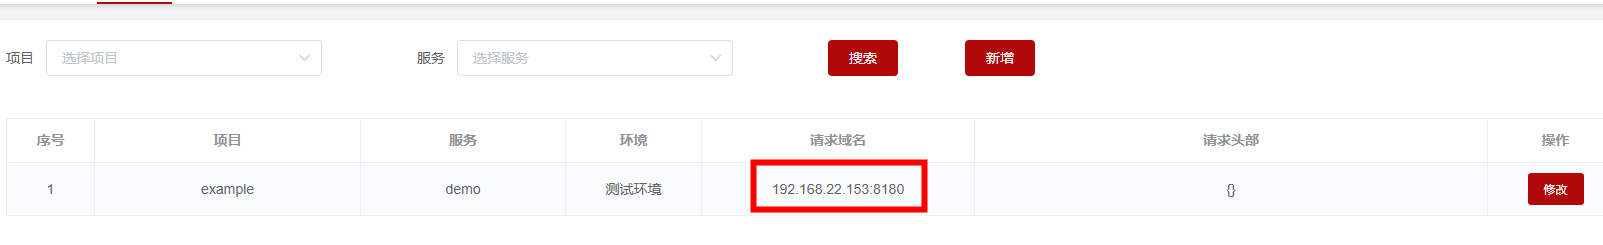 项目 选择项目 服务 选择服务 搜索 新增
序号 项目 服务 环境 请求域名 请求头部 操作
1 example demo 测试环境 192.168.22.153:8180 {} 修改